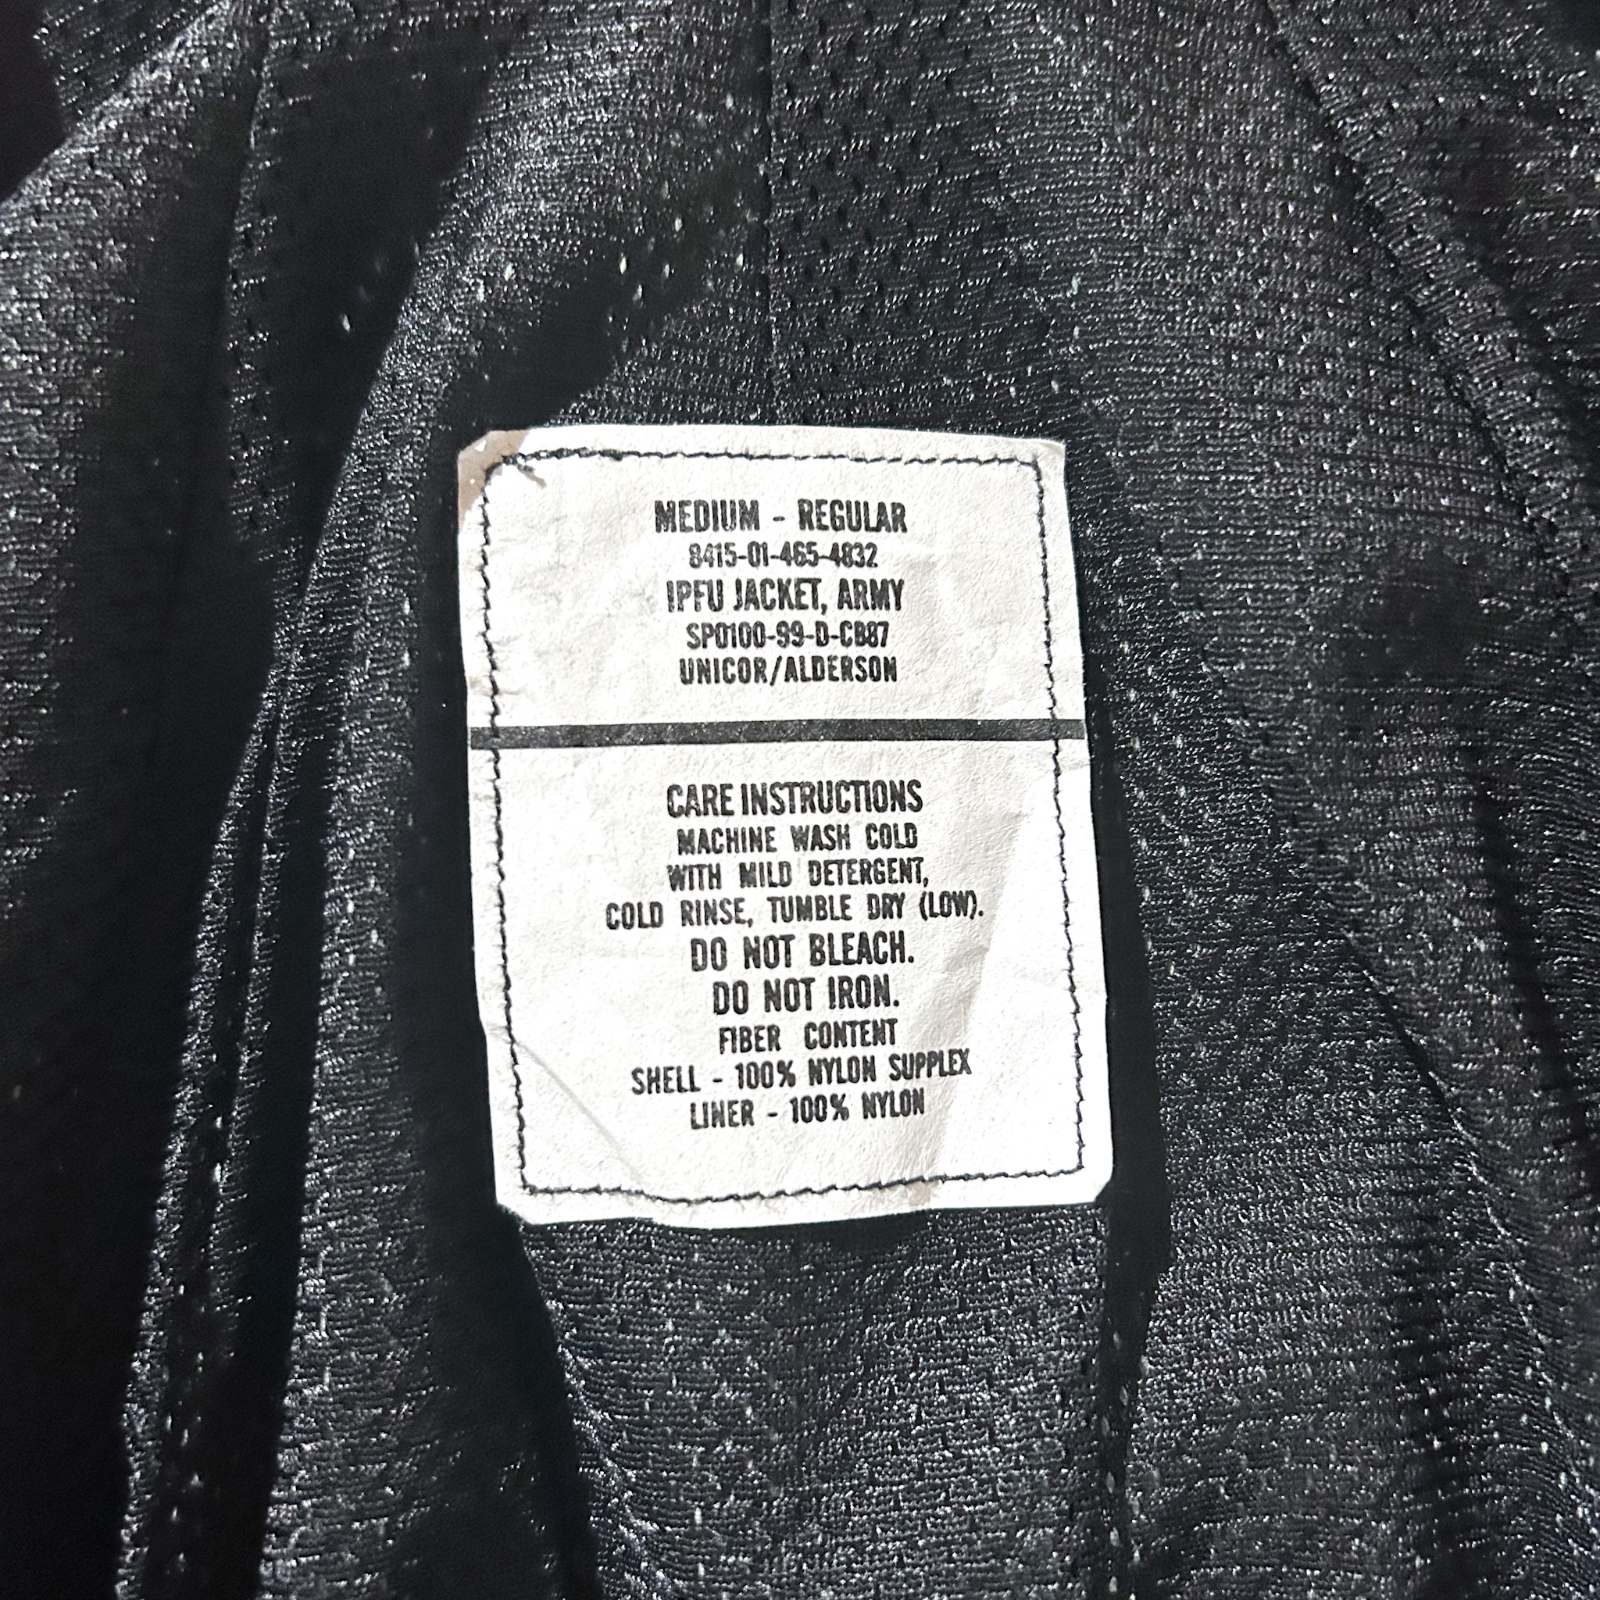 MEDIUM - REGULAR
8415-01-465-4832
IPFU JACKET, ARMY
SP0100-99-D-CB87
UNICOR/ALDERSON
CARE INSTRUCTIONS
MACHINE WASH COLD
WITH MILD DETERGENT,
COLD RINSE, TUMBLE DRY (LOW).
DO NOT BLEACH.
DO NOT IRON.
FIBER CONTENT
SHELL - 100% NYLON SUPPLEX
LINER - 100% NYLON